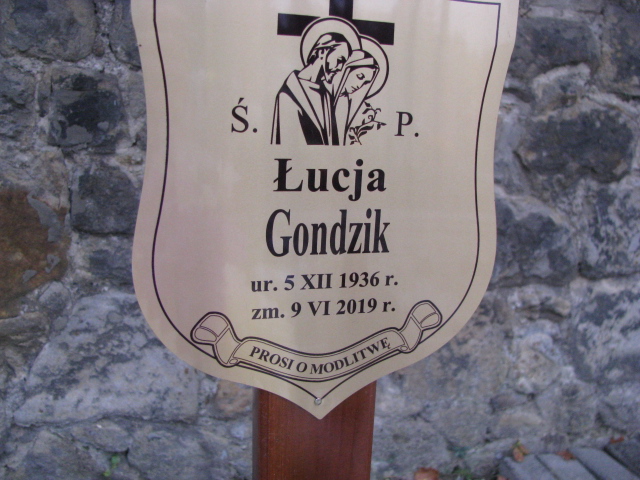 Ś. P.
Łucja
Gondzik
ur. 5 XII 1936 r.
zm. 9 VI 2019 r.
PROSI O MODLITWĘ